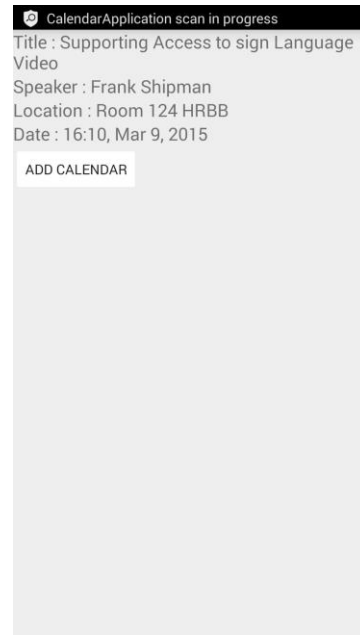 CalendarApplication scan in progress
Title : Supporting Access to sign Language
Video
Speaker : Frank Shipman
Location : Room 124 HRBB
Date : 16:10, Mar 9, 2015
ADD CALENDAR